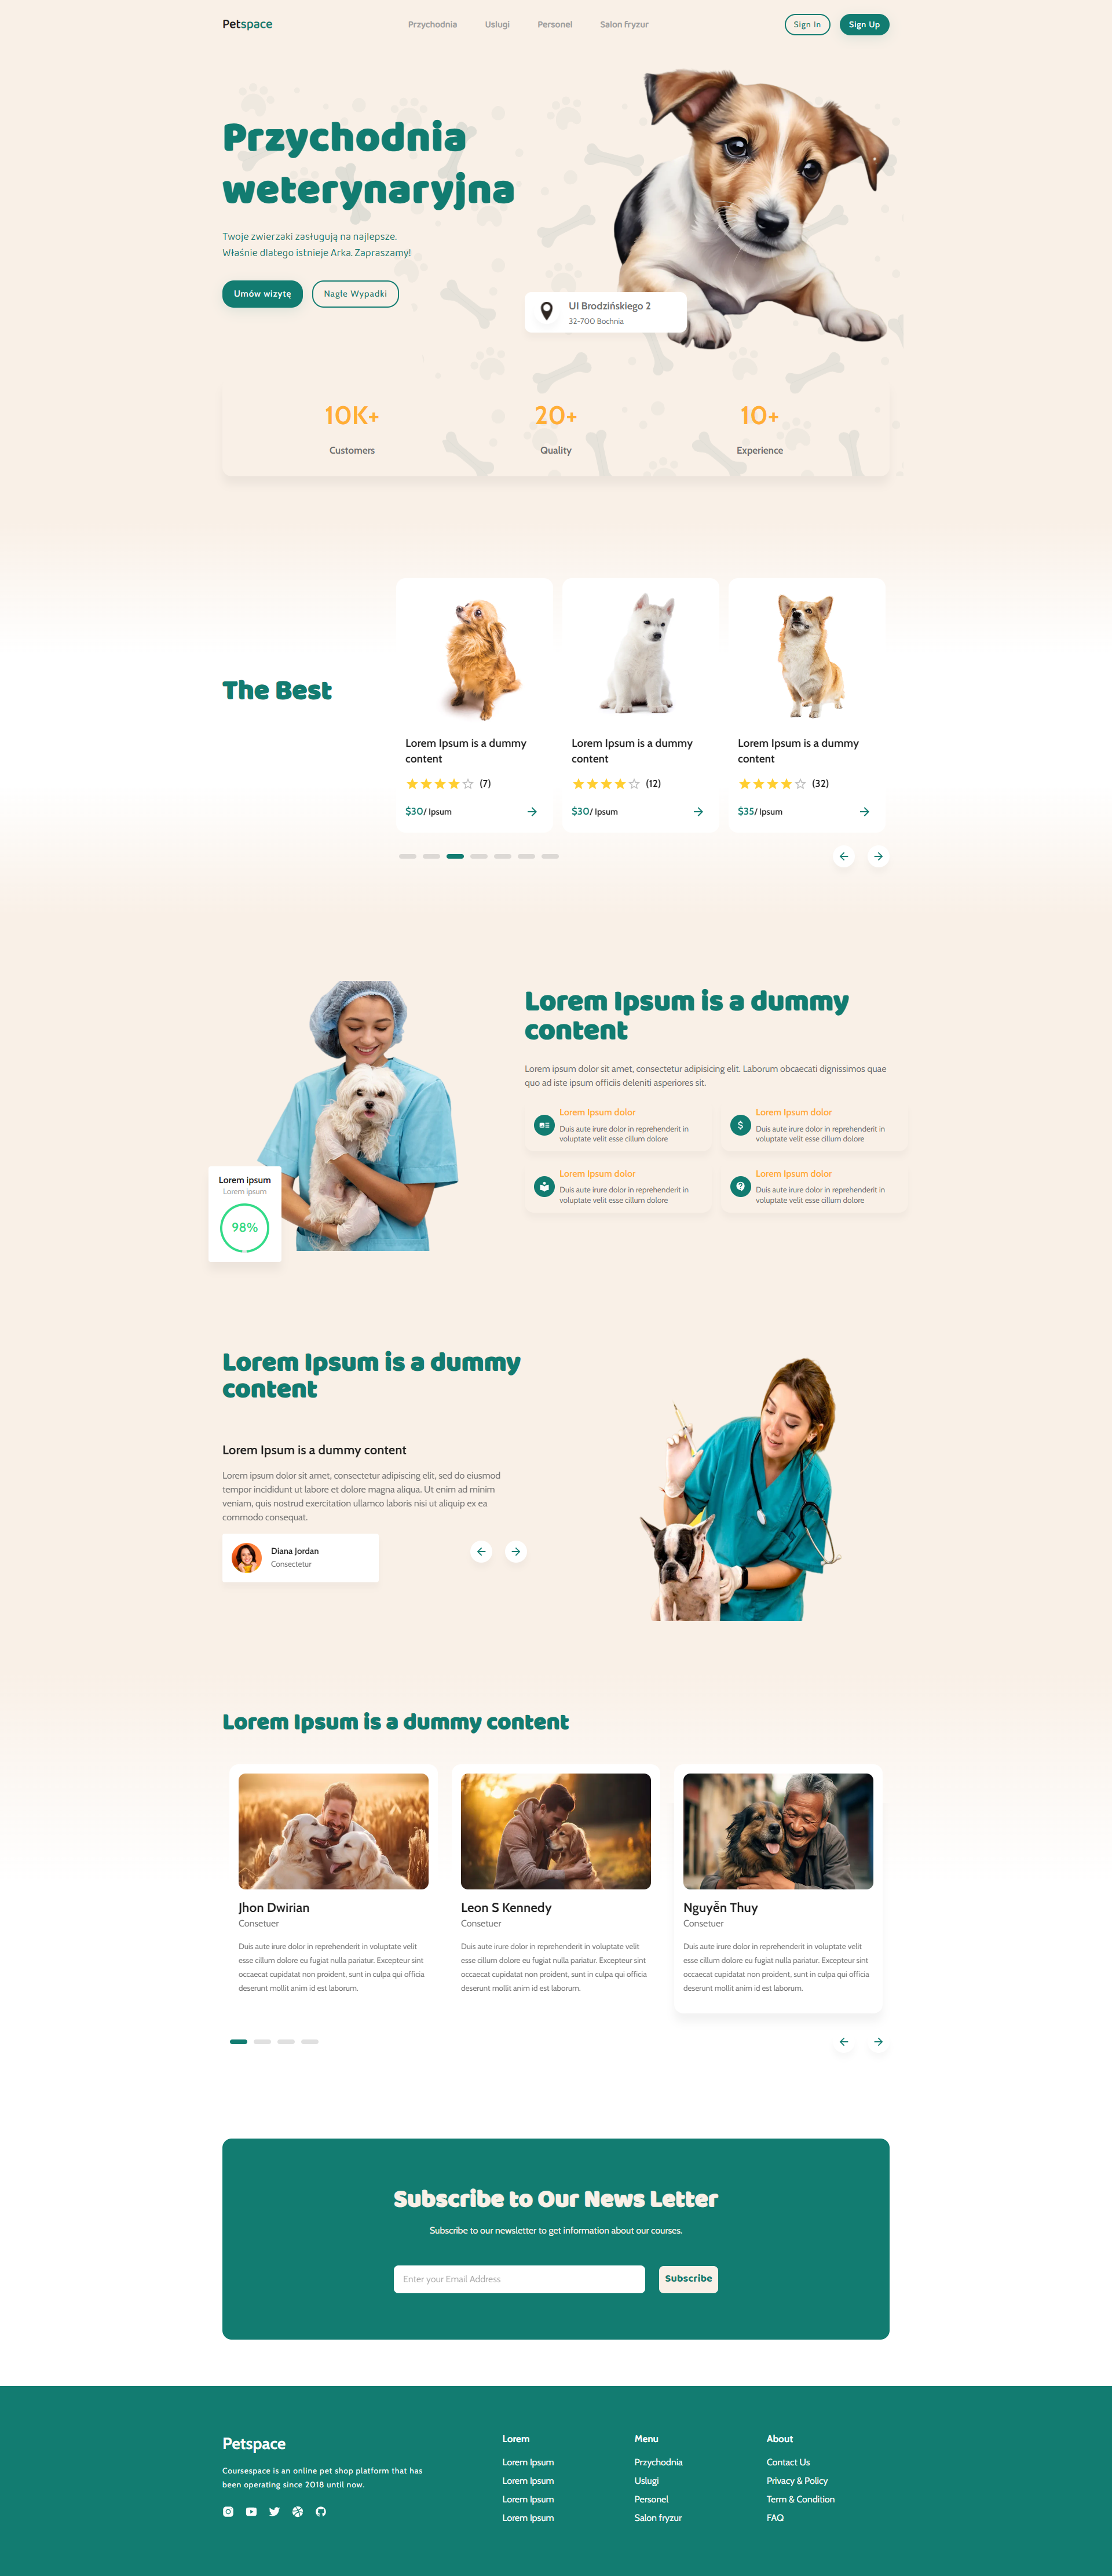 Petspace
Przychodnia
Uslugi
Personel
Salon fryzur
Sign In
Sign Up
Przychodnia
weterynaryjna
Twoje zwierzaki zasługują na najlepsze.
Właśnie dlatego istnieje Arka. Zapraszamy!
Umów wizytę
Nagłe Wypadki
Ul Brodzińskiego 2
32-700 Bochnia
10K+
Customers
20+
Quality
10+
Experience
The Best
Lorem Ipsum is a dummy
content
(7)
$30/ Ipsum
Lorem Ipsum is a dummy
content
(12)
$30/ Ipsum
Lorem Ipsum is a dummy
content
(32)
$35/ Ipsum
Lorem ipsum
Lorem ipsum
98%
Lorem Ipsum is a dummy
content
Lorem ipsum dolor sit amet, consectetur adipisicing elit. Laborum obcaecati dignissimos quae
quo ad iste ipsum officiis deleniti asperiores sit.
Lorem Ipsum dolor
Duis aute irure dolor in reprehenderit in
voluptate velit esse cillum dolore
Lorem Ipsum dolor
Duis aute irure dolor in reprehenderit in
voluptate velit esse cillum dolore
Lorem Ipsum dolor
Duis aute irure dolor in reprehenderit in
voluptate velit esse cillum dolore
Lorem Ipsum dolor
Duis aute irure dolor in reprehenderit in
voluptate velit esse cillum dolore
Lorem Ipsum is a dummy
content
Lorem Ipsum is a dummy content
Lorem ipsum dolor sit amet, consectetur adipiscing elit, sed do eiusmod
tempor incididunt ut labore et dolore magna aliqua. Ut enim ad minim
veniam, quis nostrud exercitation ullamco laboris nisi ut aliquip ex ea
commodo consequat.
Diana Jordan
Consectetur
Lorem Ipsum is a dummy content
Jhon Dwirian
Consetuer
Duis aute irure dolor in reprehenderit in voluptate velit
esse cillum dolore eu fugiat nulla pariatur. Excepteur sint
occaecat cupidatat non proident, sunt in culpa qui officia
deserunt mollit anim id est laborum.
Leon S Kennedy
Consetuer
Duis aute irure dolor in reprehenderit in voluptate velit
esse cillum dolore eu fugiat nulla pariatur. Excepteur sint
occaecat cupidatat non proident, sunt in culpa qui officia
deserunt mollit anim id est laborum.
Nguyễn Thuy
Consetuer
Duis aute irure dolor in reprehenderit in voluptate velit
esse cillum dolore eu fugiat nulla pariatur. Excepteur sint
occaecat cupidatat non proident, sunt in culpa qui officia
deserunt mollit anim id est laborum.
Subscribe to Our News Letter
Subscribe to our newsletter to get information about our courses.
Enter your Email Address
Subscribe
Petspace
Coursespace is an online pet shop platform that has
been operating since 2018 until now.
Lorem
Lorem Ipsum
Lorem Ipsum
Lorem Ipsum
Lorem Ipsum
Menu
Przychodnia
Uslugi
Personel
Salon fryzur
About
Contact Us
Privacy & Policy
Term & Condition
FAQ